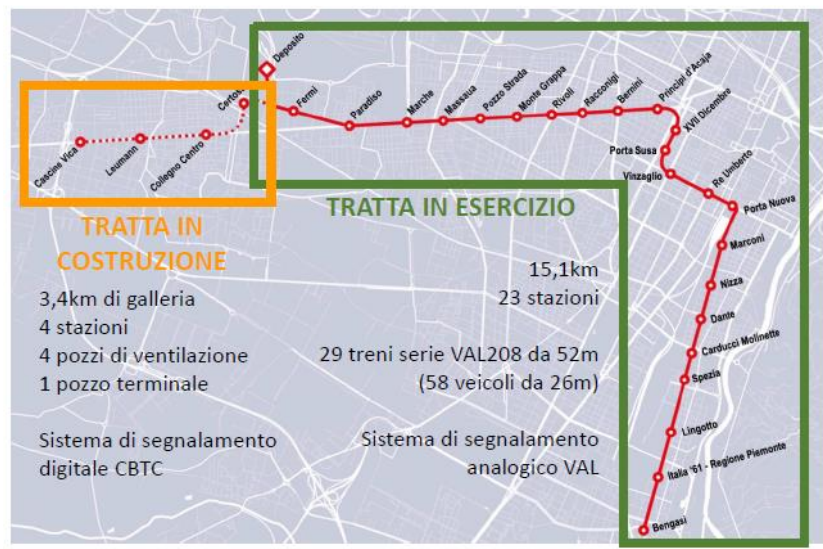 Deposito
Certosa
Fermi
Paradiso
Marche
Massaua
Pozzo Strada
Monte Grappa
Rivoli
Racconigi
Bernini
Principi d'Acaja
XVII Dicembre
Porta Susa
Vinzaglio
Re Umberto
Porta Nuova
Marconi
Nizza
Dante
Carducci Molinette
Spezia
Lingotto
Italia '61 - Regione Piemonte
Bengasi
Cascine Vica
Leumann
Collegno Centro
TRATTA IN
COSTRUZIONE
3,4km di galleria
4 stazioni
4 pozzi di ventilazione
1 pozzo terminale
Sistema di segnalamento
digitale CBTC
TRATTA IN ESERCIZIO
15,1km
23 stazioni
29 treni serie VAL208 da 52m
(58 veicoli da 26m)
Sistema di segnalamento
analogico VAL